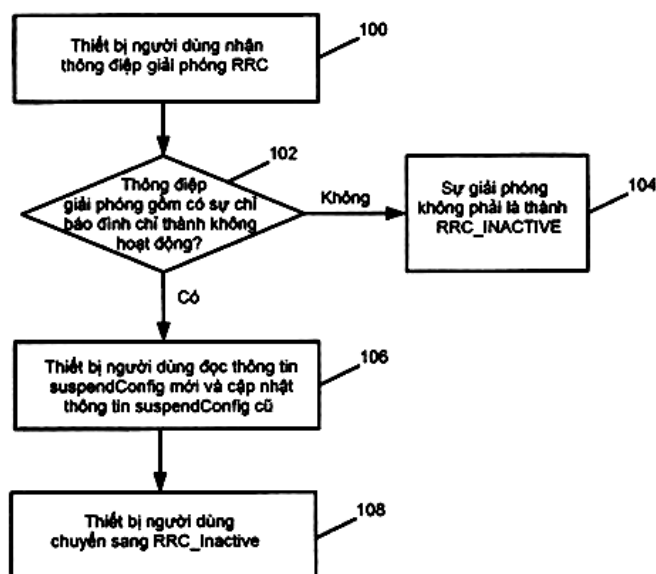 Thiết bị người dùng nhận
thông điệp giải phóng RRC
100
102
Thông điệp
giải phóng gồm có sự chỉ
báo đình chỉ thành không
hoạt động?
Không
Sự giải phóng
không phải là thành
RRC_INACTIVE
104
Có
Thiết bị người dùng đọc thông tin
suspendConfig mới và cập nhật
thông tin suspendConfig cũ
106
Thiết bị người dùng
chuyển sang RRC_Inactive
108